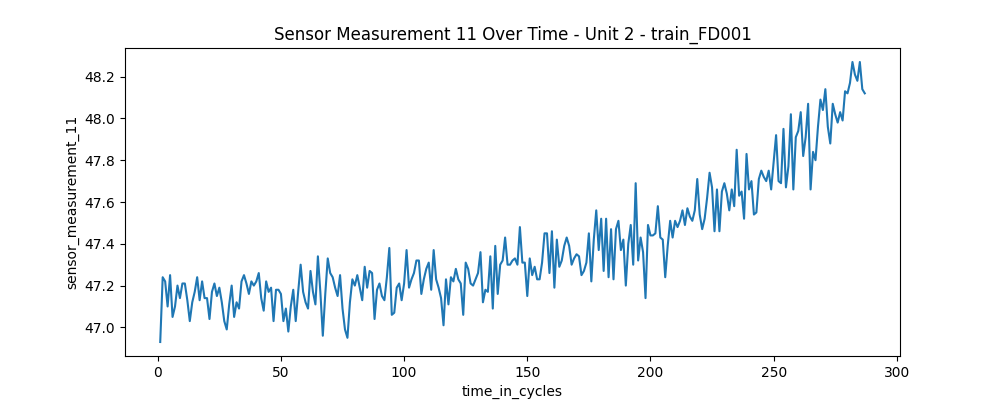 Sensor Measurement 11 Over Time - Unit 2 - train_FD001
sensor_measurement_11
48.2
48.0
47.8
47.6
47.4
47.2
47.0
0 50 100 150 200 250 300
time_in_cycles